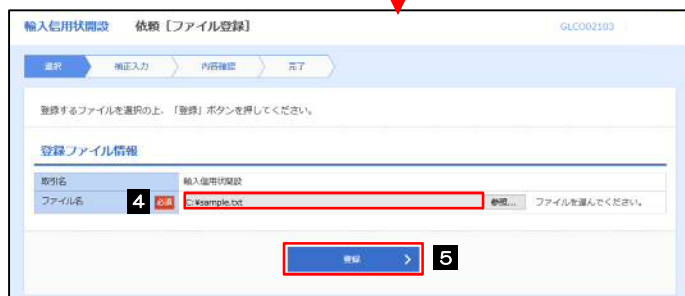 輸入信用状開設 依頼［ファイル登録］ GLCO02103
選択 補正入力 内容確認 完了
登録するファイルを選択の上、「登録」ボタンを押してください。
登録ファイル情報
取引名 輸入信用状開設
ファイル名 4 必須 C:¥sample.txt 参照... ファイルを選んでください。
登録 5